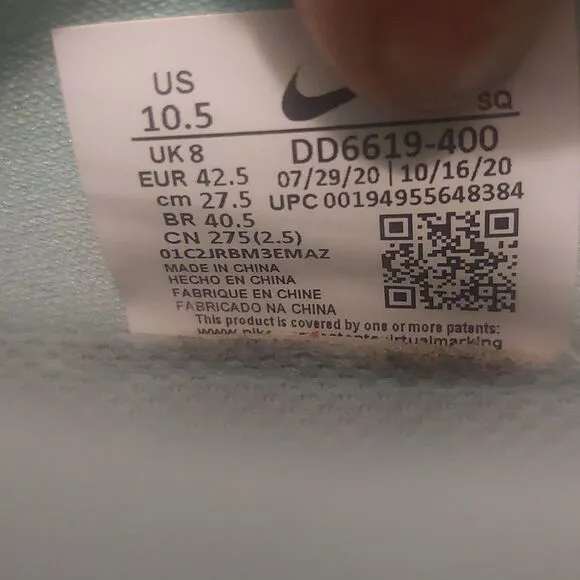 US
10.5
SQ
UK 8
DD6619-400
EUR 42.5
07/29/20 | 10/16/20
cm 27.5
UPC 00194955648384
BR 40.5
CN 275(2.5)
01C2JRBM3EMAZ
MADE IN CHINA
HECHO EN CHINA
FABRIQUE EN CHINE
FABRICADO NA CHINA
This product is covered by one or more patents: